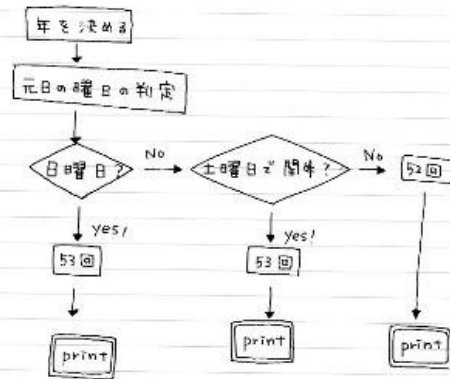 年を決める
元日の曜日の判定
日曜日?
No
土曜日で閏年?
No
52回
Yes!
Yes!
53回
53回
print
print
print